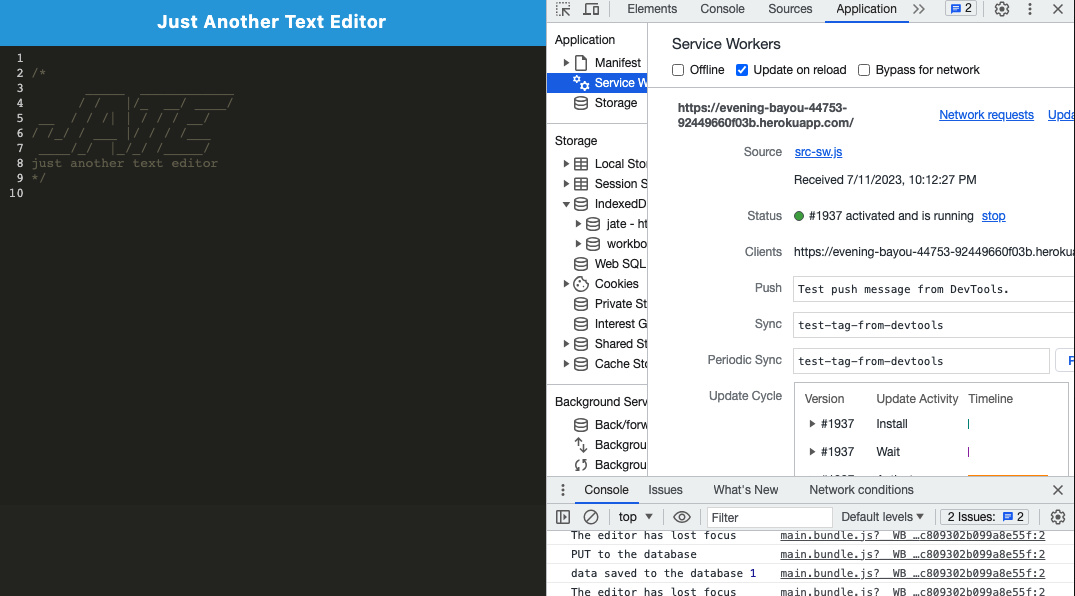 Just Another Text Editor
1
2 /*
3
4
5
6
7
8 just another text editor
9 */
10
Elements Console Sources Application 2
Application
Manifest
Service W
Storage
Storage
Local Sto
Session S
IndexedD
jate - ht
workbo
Web SQL
Cookies
Private St
Interest G
Shared St
Cache Sto
Background Serv
Back/forw
Backgrou
Backgrou
Service Workers
Offline Update on reload Bypass for network
https://evening-bayou-44753-
92449660f03b.herokuapp.com/
Network requests Upda
Source src-sw.js
Received 7/11/2023, 10:12:27 PM
Status #1937 activated and is running stop
Clients https://evening-bayou-44753-92449660f03b.heroku
Push Test push message from DevTools.
Sync test-tag-from-devtools
Periodic Sync test-tag-from-devtools P
Update Cycle Version Update Activity Timeline
#1937 Install
#1937 Wait
Console Issues What's New Network conditions
top Filter Default levels 2 Issues: 2
The editor has lost focus main.bundle.js?__WB_…c809302b099a8e55f:2
PUT to the database main.bundle.js?__WB_…c809302b099a8e55f:2
data saved to the database 1 main.bundle.js?__WB_…c809302b099a8e55f:2
The editor has lost focus main.bundle.js?__WB_…c809302b099a8e55f:2